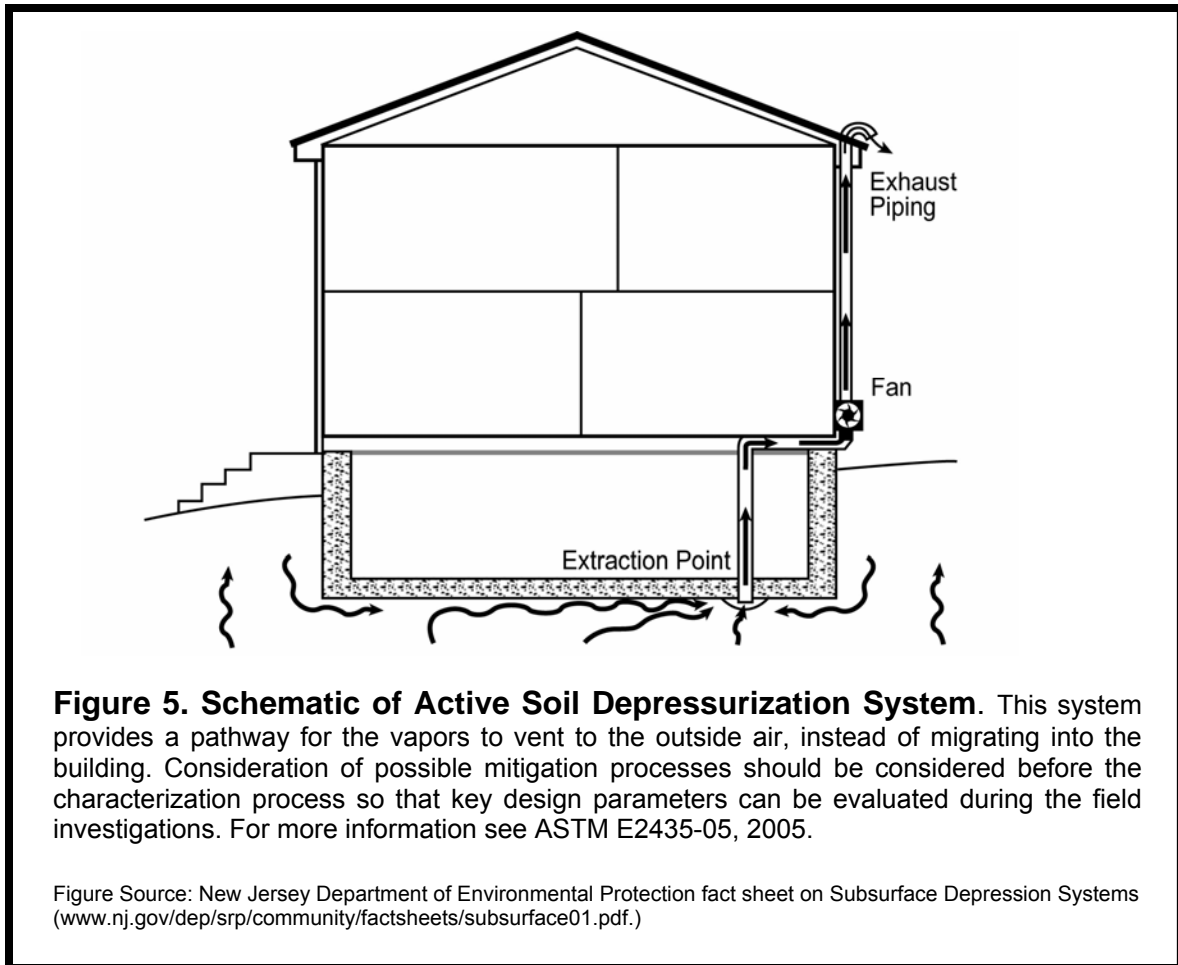 Exhaust
Piping
Fan
Extraction Point
Figure 5. Schematic of Active Soil Depressurization System. This system
provides a pathway for the vapors to vent to the outside air, instead of migrating into the
building. Consideration of possible mitigation processes should be considered before the
characterization process so that key design parameters can be evaluated during the field
investigations. For more information see ASTM E2435-05, 2005.
Figure Source: New Jersey Department of Environmental Protection fact sheet on Subsurface Depression Systems
(www.nj.gov/dep/srp/community/factsheets/subsurface01.pdf.)